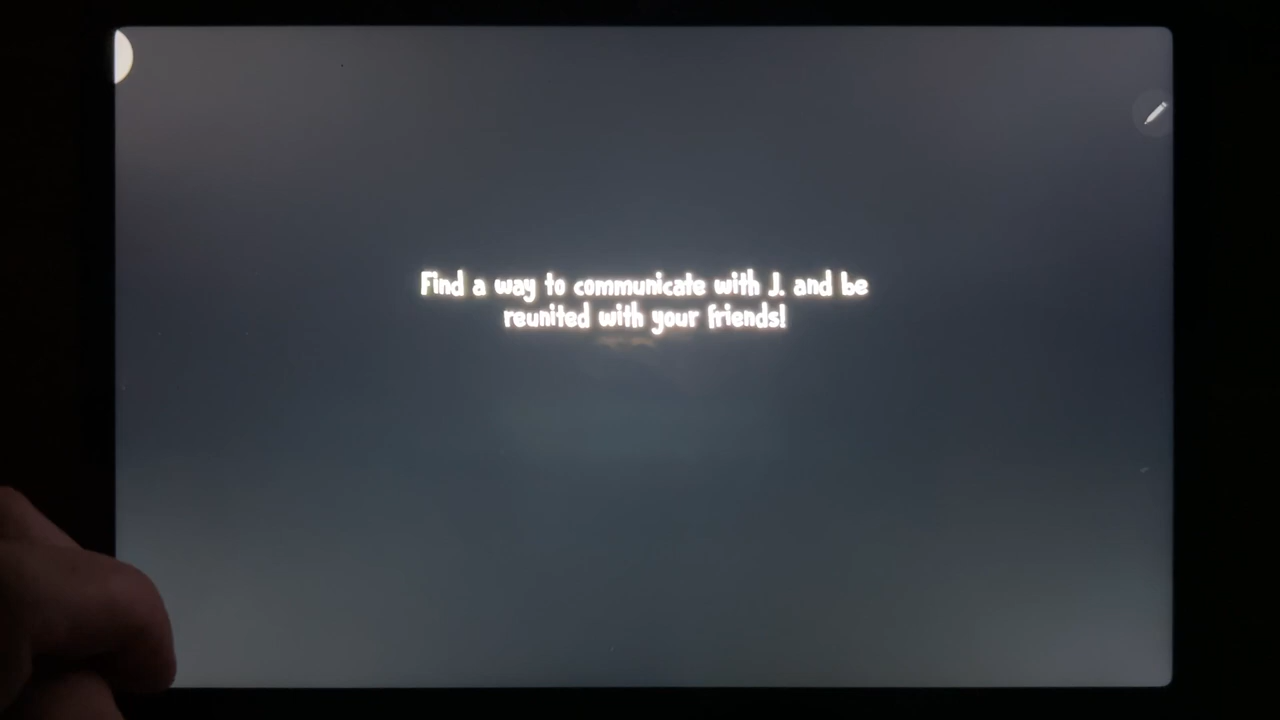 Find a way to communicate with J. and be
reunited with your friends!